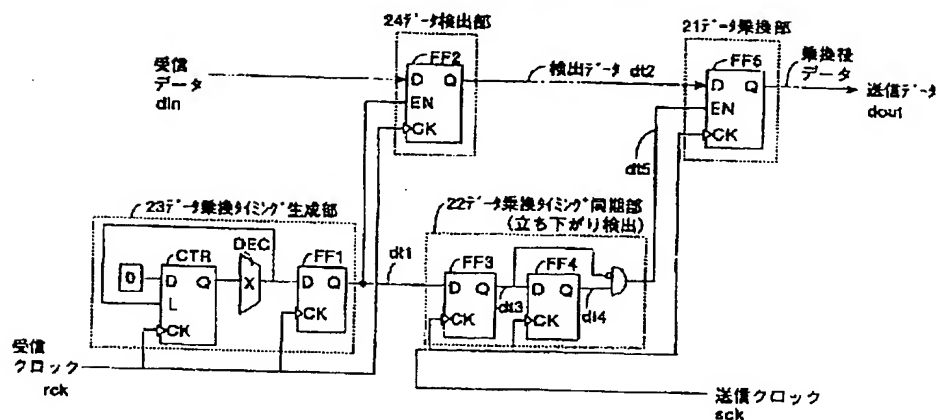 24データ検出部
21データ乗換部
受信
データ
din
FF2
D Q
EN
CK
検出データ dt2
FF5
D Q
EN
CK
乗換後
データ
送信データ
dout
dt5
23データ乗換タイミング生成部
22データ乗換タイミング同期部
(立ち下がり検出)
CTR
0
D Q
L
CK
DEC
X
FF1
D Q
CK
dt1
FF3
D Q
CK
dt3
FF4
D Q
CK
dt4
受信
クロック
rck
送信クロック
sck